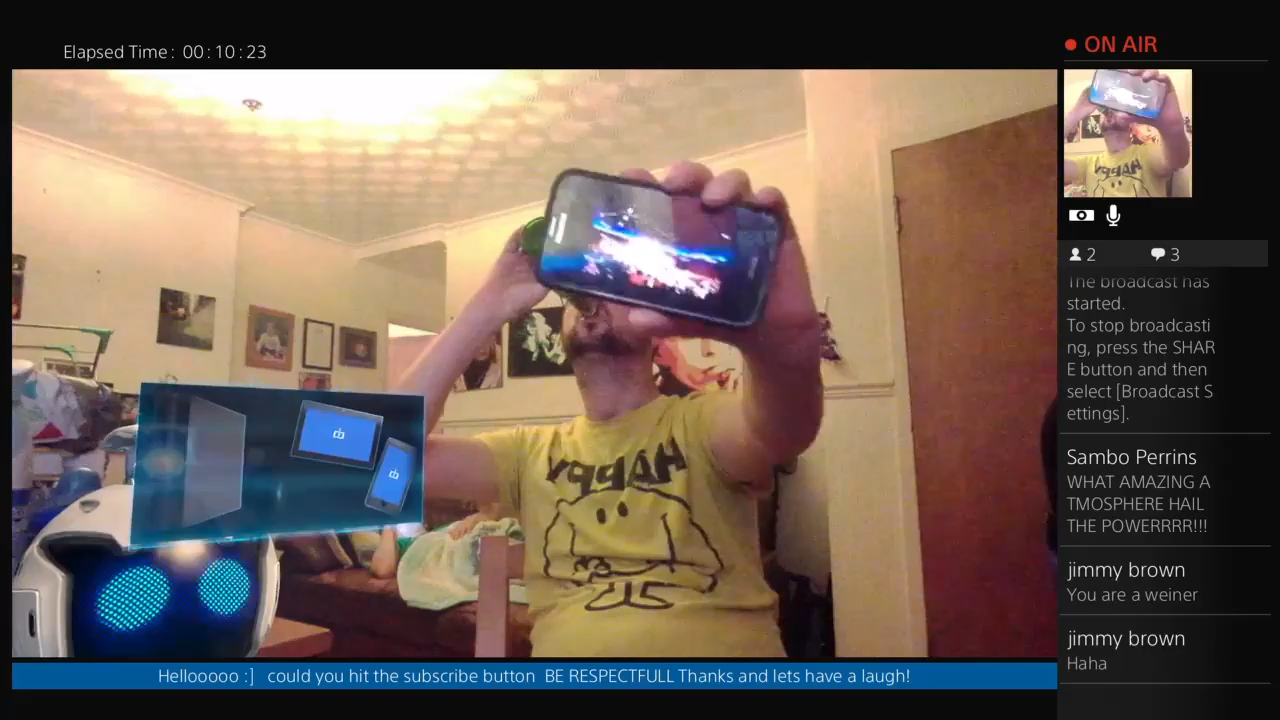 Elapsed Time: 00:10:23
ON AIR
2
3
The broadcast has
started.
To stop broadcasti
ng, press the SHAR
E button and then
select [Broadcast S
ettings].
Sambo Perrins
WHAT AMAZING A
TMOSPHERE HAIL
THE POWERRRR!!!
jimmy brown
You are a weiner
jimmy brown
Haha
HAPPY
Hellooooo :] could you hit the subscribe button BE RESPECTFULL Thanks and lets have a laugh!